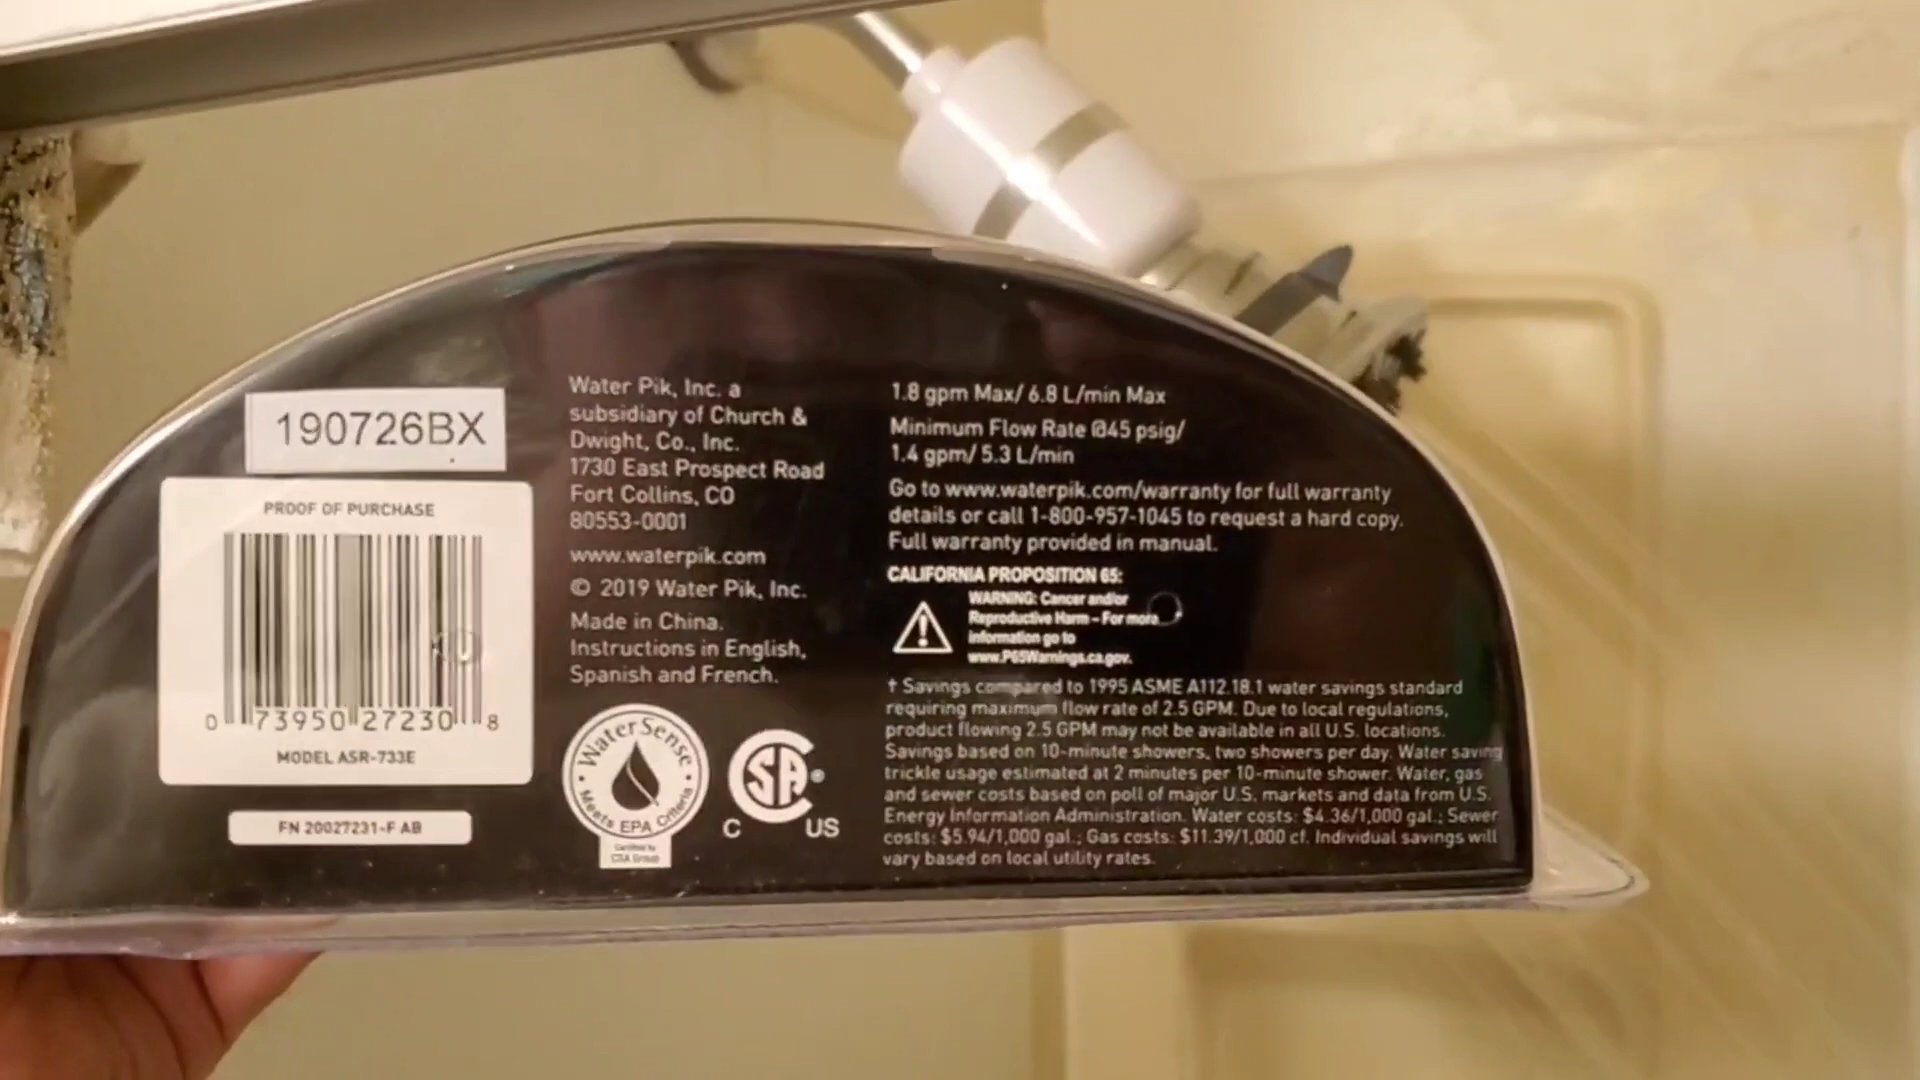 190726BX
PROOF OF PURCHASE
0 73950 27230 8
MODEL ASR-733E
FN 20027231-F AB
Water Pik, Inc. a
subsidiary of Church &
Dwight, Co., Inc.
1730 East Prospect Road
Fort Collins, CO
80553-0001
www.waterpik.com
© 2019 Water Pik, Inc.
Made in China.
Instructions in English,
Spanish and French.
WaterSense
Meets EPA Criteria
Certified by
CSA Group
SA®
C US
1.8 gpm Max/ 6.8 L/min Max
Minimum Flow Rate @45 psig/
1.4 gpm/ 5.3 L/min
Go to www.waterpik.com/warranty for full warranty
details or call 1-800-957-1045 to request a hard copy.
Full warranty provided in manual.
CALIFORNIA PROPOSITION 65:
WARNING: Cancer and/or
Reproductive Harm – For more
information go to
www.P65Warnings.ca.gov.
† Savings compared to 1995 ASME A112.18.1 water savings standard
requiring maximum flow rate of 2.5 GPM. Due to local regulations,
product flowing 2.5 GPM may not be available in all U.S. locations.
Savings based on 10-minute showers, two showers per day. Water saving
trickle usage estimated at 2 minutes per 10-minute shower. Water, gas
and sewer costs based on poll of major U.S. markets and data from U.S.
Energy Information Administration. Water costs: $4.36/1,000 gal.; Sewer
costs: $5.94/1,000 gal.; Gas costs: $11.39/1,000 cf. Individual savings will
vary based on local utility rates.